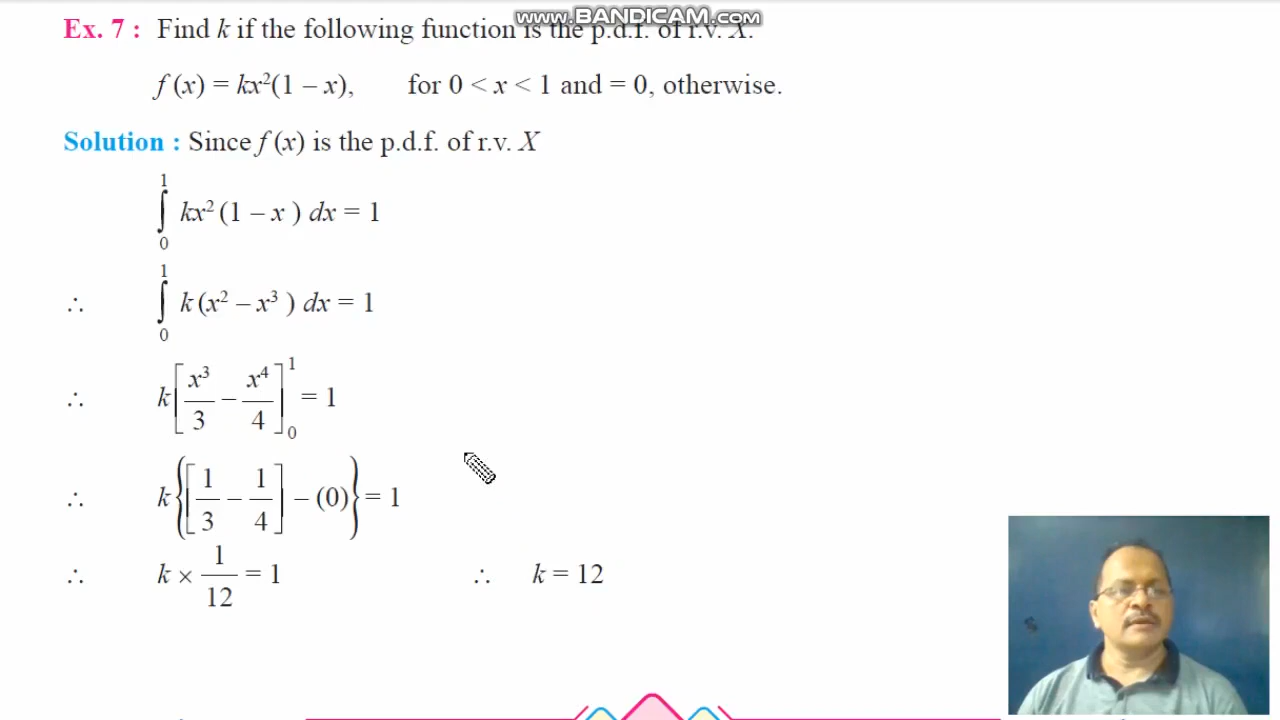 www.BANDICAM.com
Ex. 7 : Find k if the following function is the p.d.f. of r.v. X.
f (x) = kx²(1 – x), for 0 < x < 1 and = 0, otherwise.
Solution : Since f (x) is the p.d.f. of r.v. X
∫₀¹ kx² (1 – x ) dx = 1
∴ ∫₀¹ k (x² – x³ ) dx = 1
∴ k[x³/3 – x⁴/4]₀¹ = 1
∴ k{[1/3 – 1/4] – (0)} = 1
∴ k × 1/12 = 1 ∴ k = 12